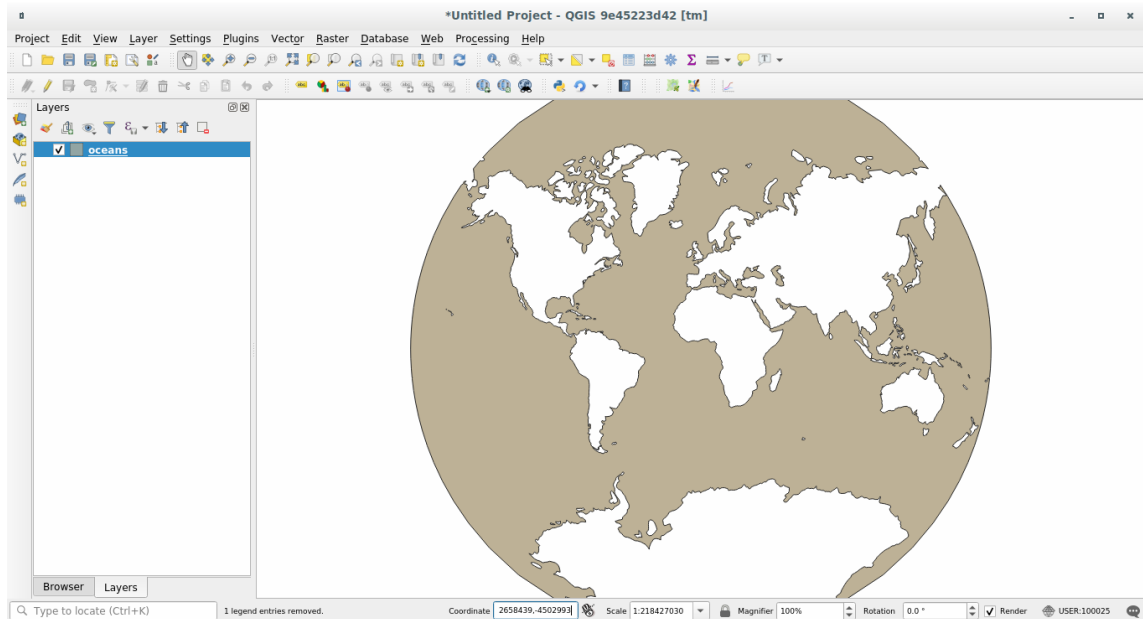 *Untitled Project - QGIS 9e45223d42 [tm]
Project Edit View Layer Settings Plugins Vector Raster Database Web Processing Help
Layers
oceans
Browser Layers
Type to locate (Ctrl+K) 1 legend entries removed. Coordinate 2658439,-4502993 Scale 1:218427030 Magnifier 100% Rotation 0.0 ° Render USER:100025